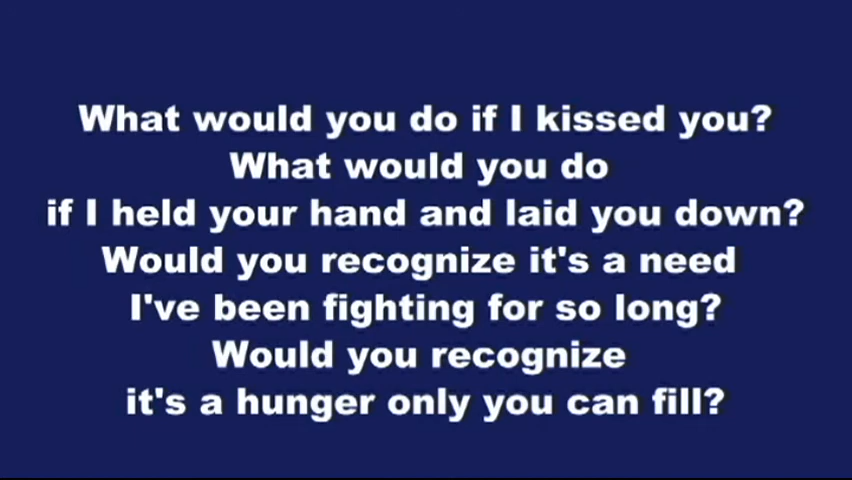 What would you do if I kissed you?
What would you do
if I held your hand and laid you down?
Would you recognize it's a need
I've been fighting for so long?
Would you recognize
it's a hunger only you can fill?